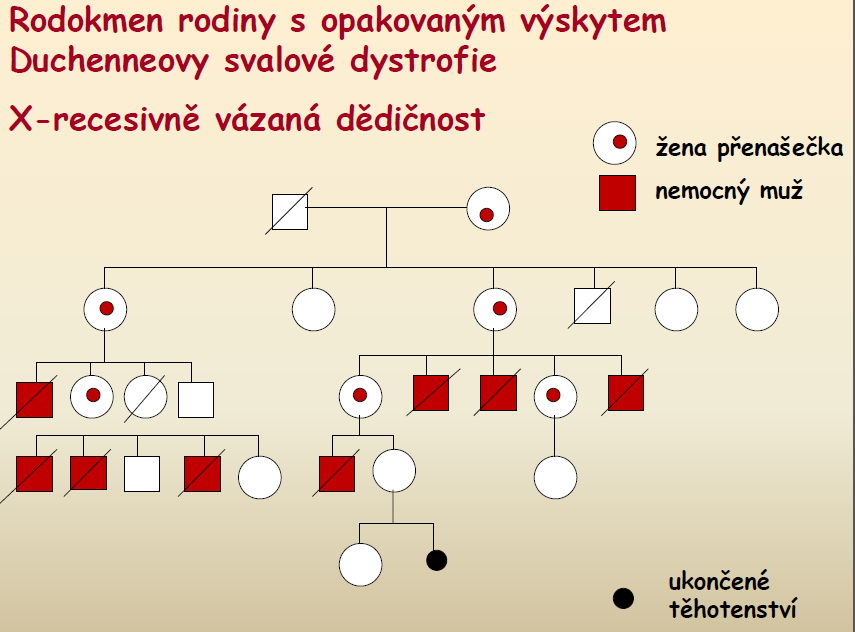 Rodokmen rodiny s opakovaným výskytem
Duchenneovy svalové dystrofie
X-recesivně vázaná dědičnost
žena přenašečka
nemocný muž
ukončené
těhotenství